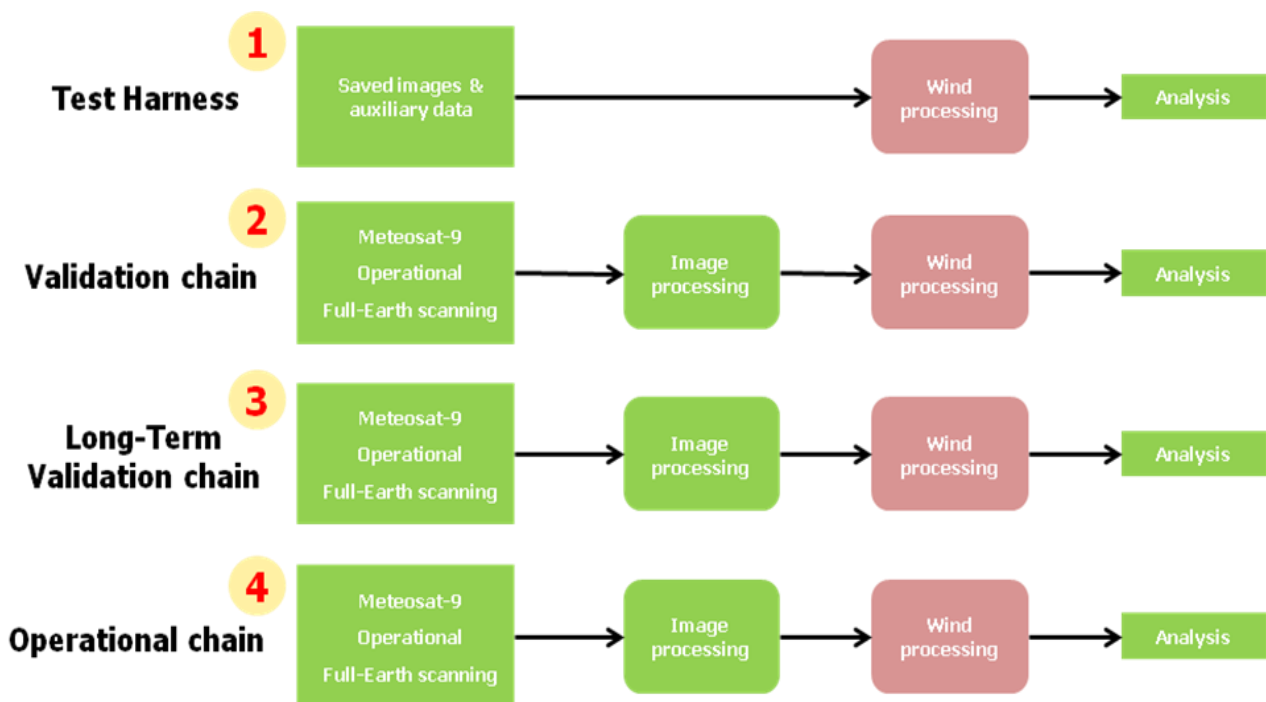 1
Test Harness
Saved images &
auxiliary data
Wind
processing
Analysis
2
Validation chain
Meteosat-9
Operational
Full-Earth scanning
Image
processing
Wind
processing
Analysis
3
Long-Term
Validation chain
Meteosat-9
Operational
Full-Earth scanning
Image
processing
Wind
processing
Analysis
4
Operational chain
Meteosat-9
Operational
Full-Earth scanning
Image
processing
Wind
processing
Analysis